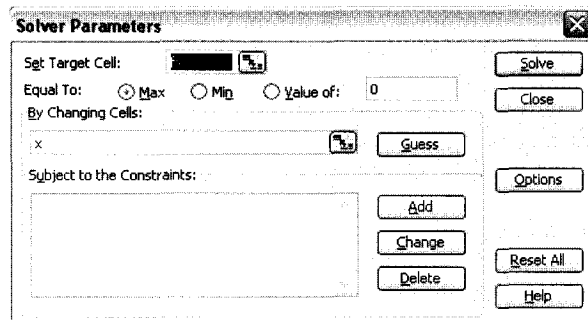 Solver Parameters
Set Target Cell:
Equal To: Max Min Value of: 0
By Changing Cells:
x
Guess
Subject to the Constraints:
Add
Change
Delete
Solve
Close
Options
Reset All
Help